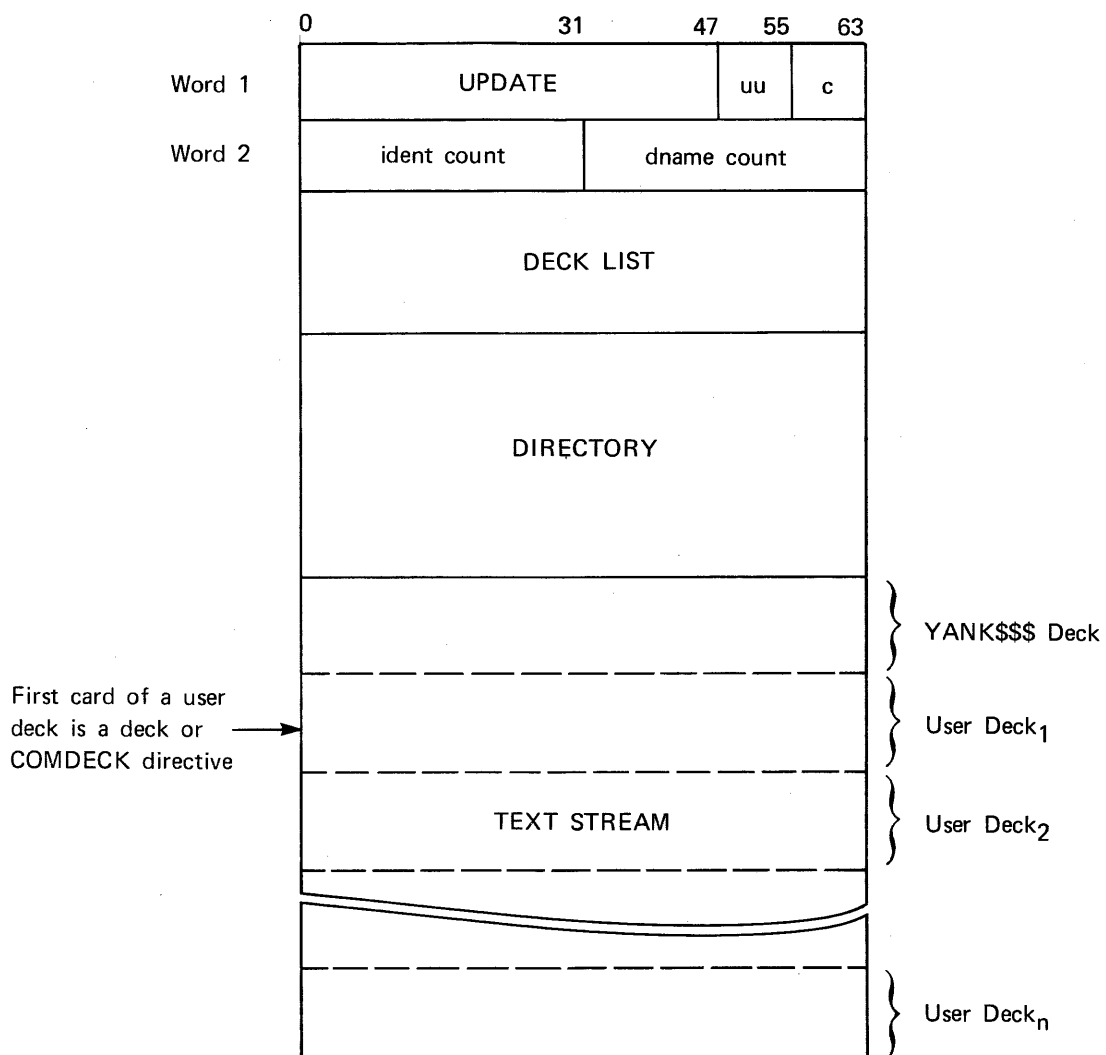 0 31 47 55 63
Word 1 UPDATE uu c
Word 2 ident count dname count
DECK LIST
DIRECTORY
YANK$$$ Deck
First card of a user
deck is a deck or
COMDECK directive
User Deck1
TEXT STREAM
User Deck2
User Deckn